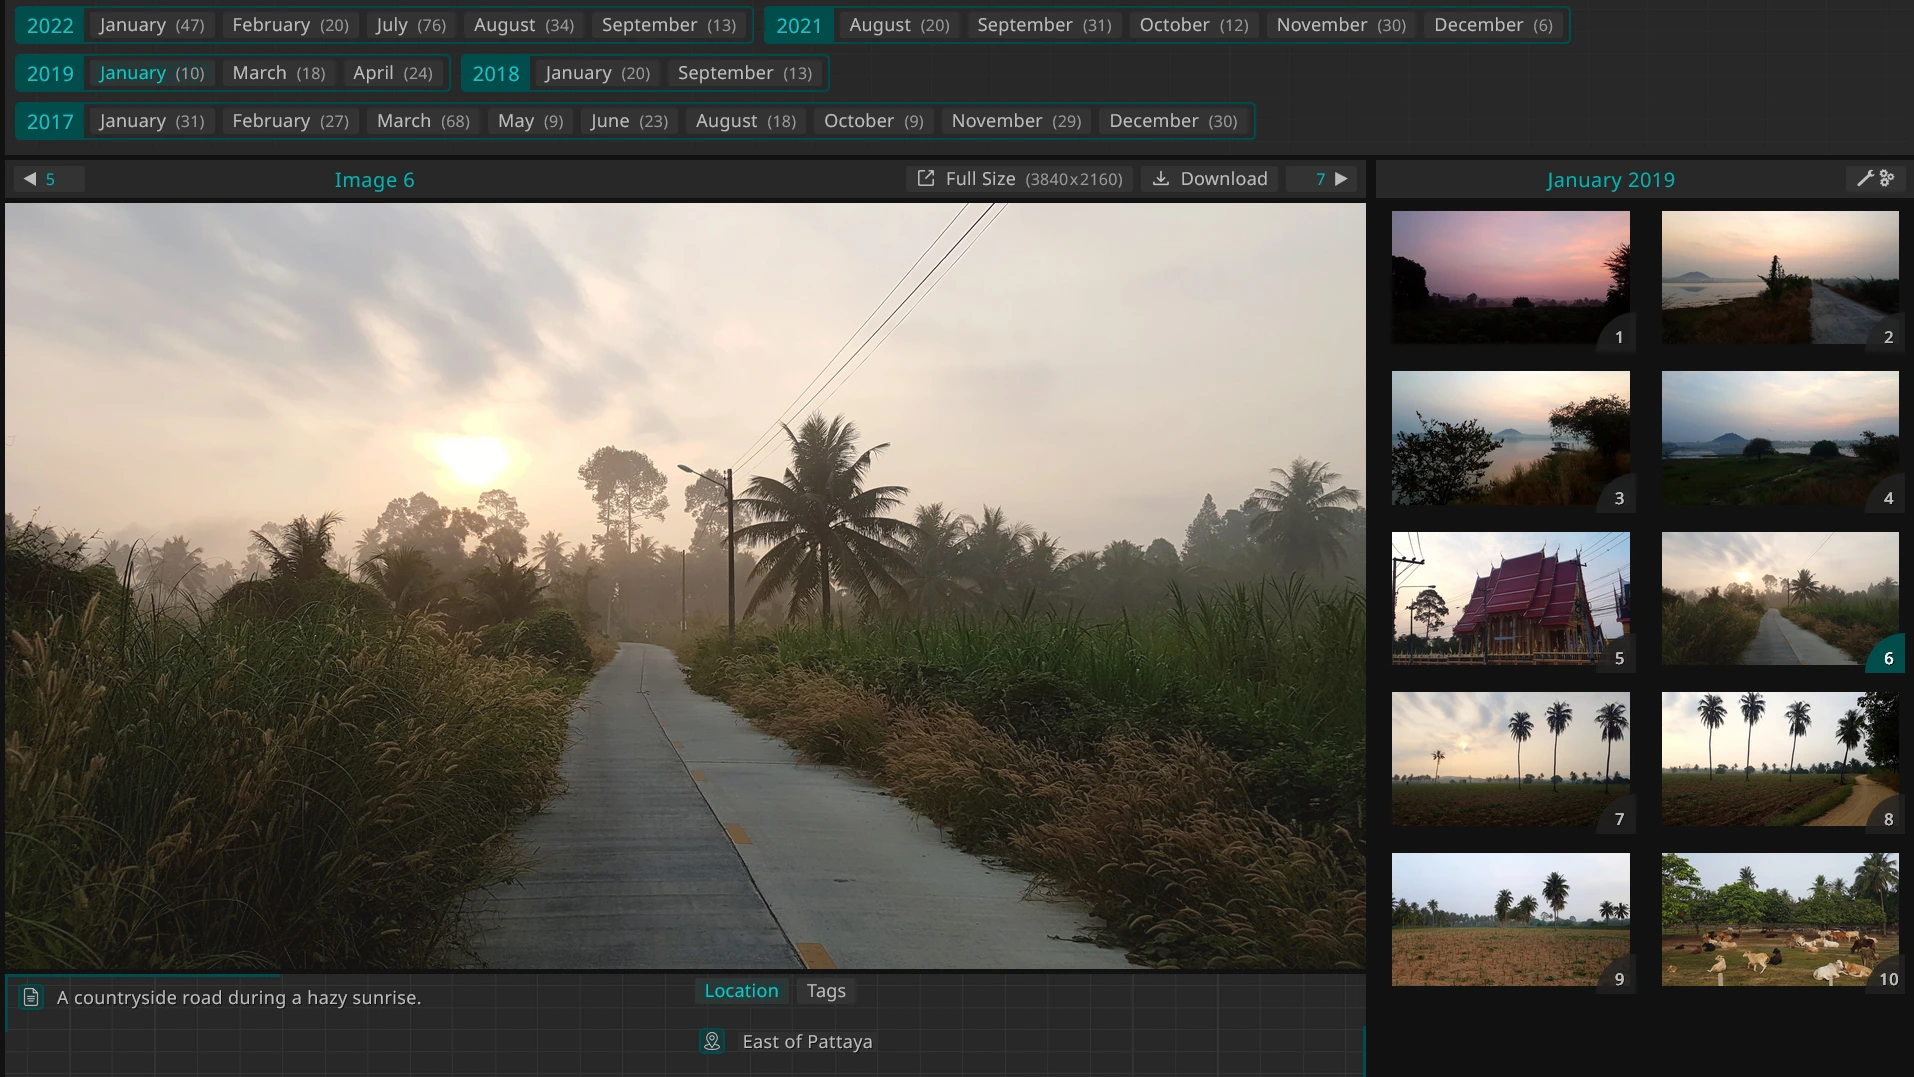 2022 January (47) February (20) July (76) August (34) September (13) 2021 August (20) September (31) October (12) November (30) December (6)
2019 January (10) March (18) April (24) 2018 January (20) September (13)
2017 January (31) February (27) March (68) May (9) June (23) August (18) October (9) November (29) December (30)
5 Image 6 Full Size (3840x2160) Download 7
January 2019
1
2
3
4
5
6
7
8
9
10
A countryside road during a hazy sunrise.
Location Tags
East of Pattaya